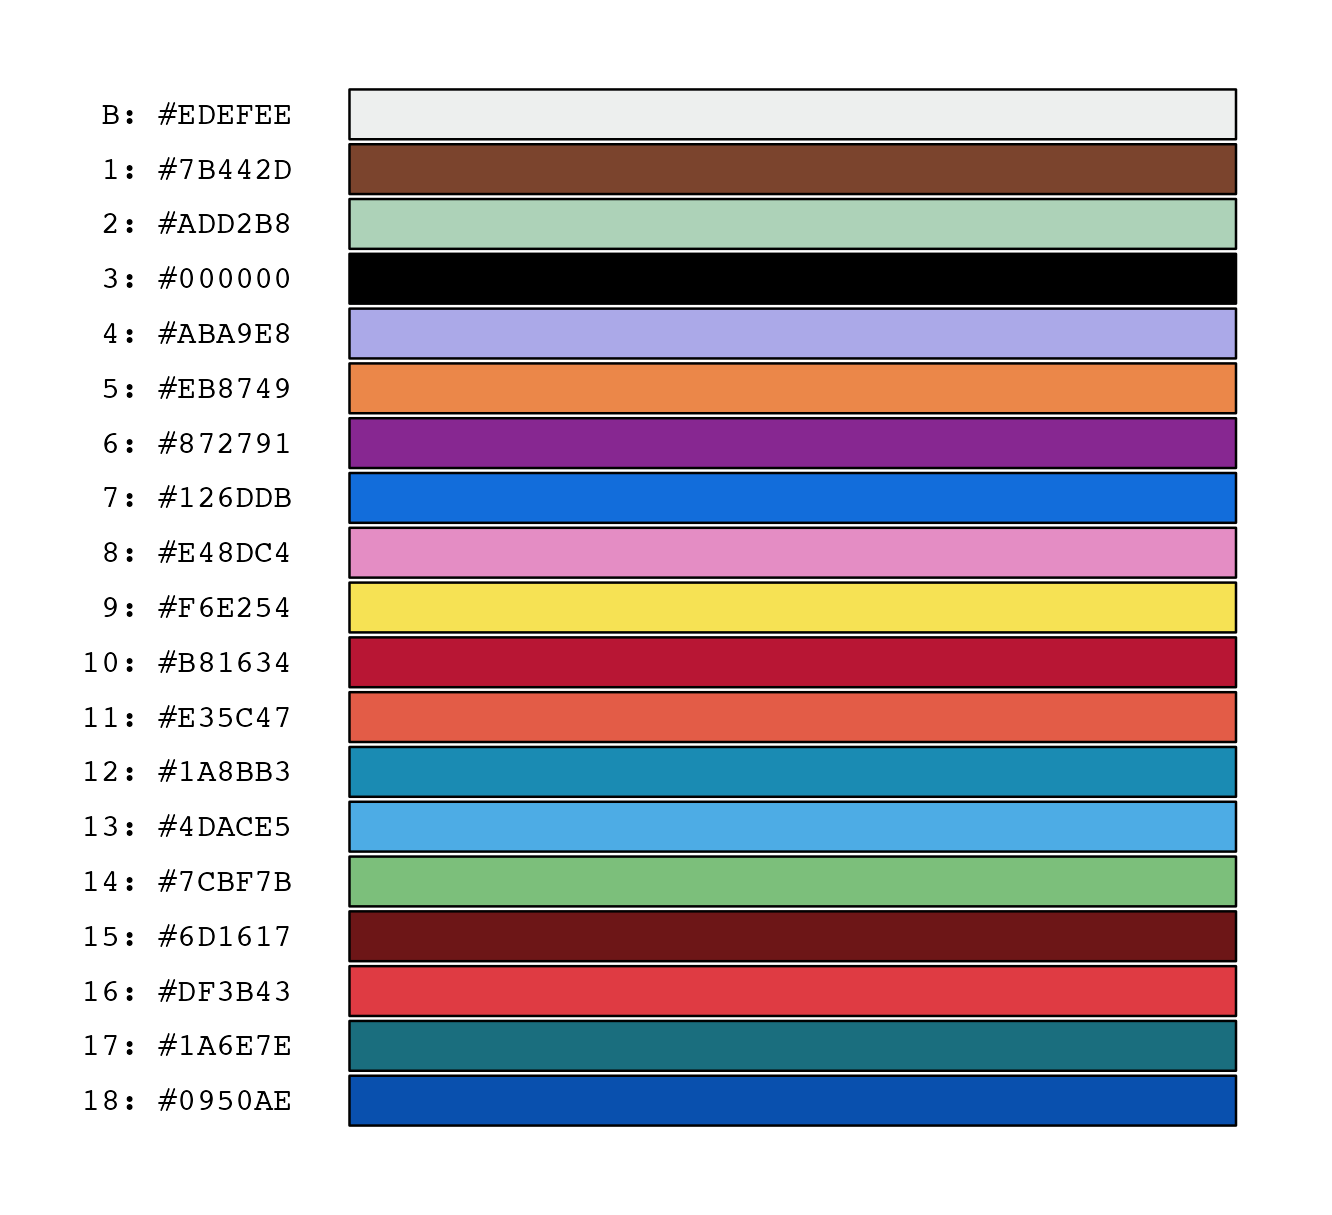 B: #EDEFEE
1: #7B442D
2: #ADD2B8
3: #000000
4: #ABA9E8
5: #EB8749
6: #872791
7: #126DDB
8: #E48DC4
9: #F6E254
10: #B81634
11: #E35C47
12: #1A8BB3
13: #4DACE5
14: #7CBF7B
15: #6D1617
16: #DF3B43
17: #1A6E7E
18: #0950AE